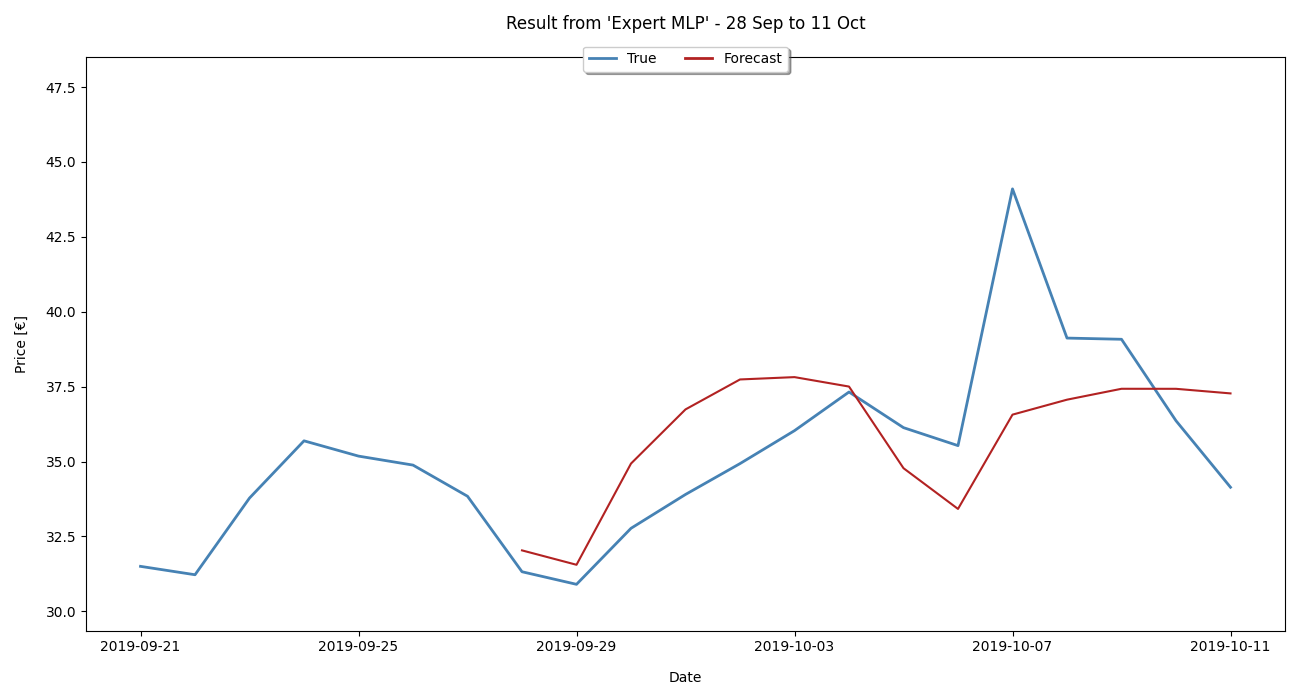 Result from 'Expert MLP' - 28 Sep to 11 Oct
True Forecast
47.5
45.0
42.5
40.0
37.5
35.0
32.5
30.0
Price [€]
2019-09-21 2019-09-25 2019-09-29 2019-10-03 2019-10-07 2019-10-11
Date